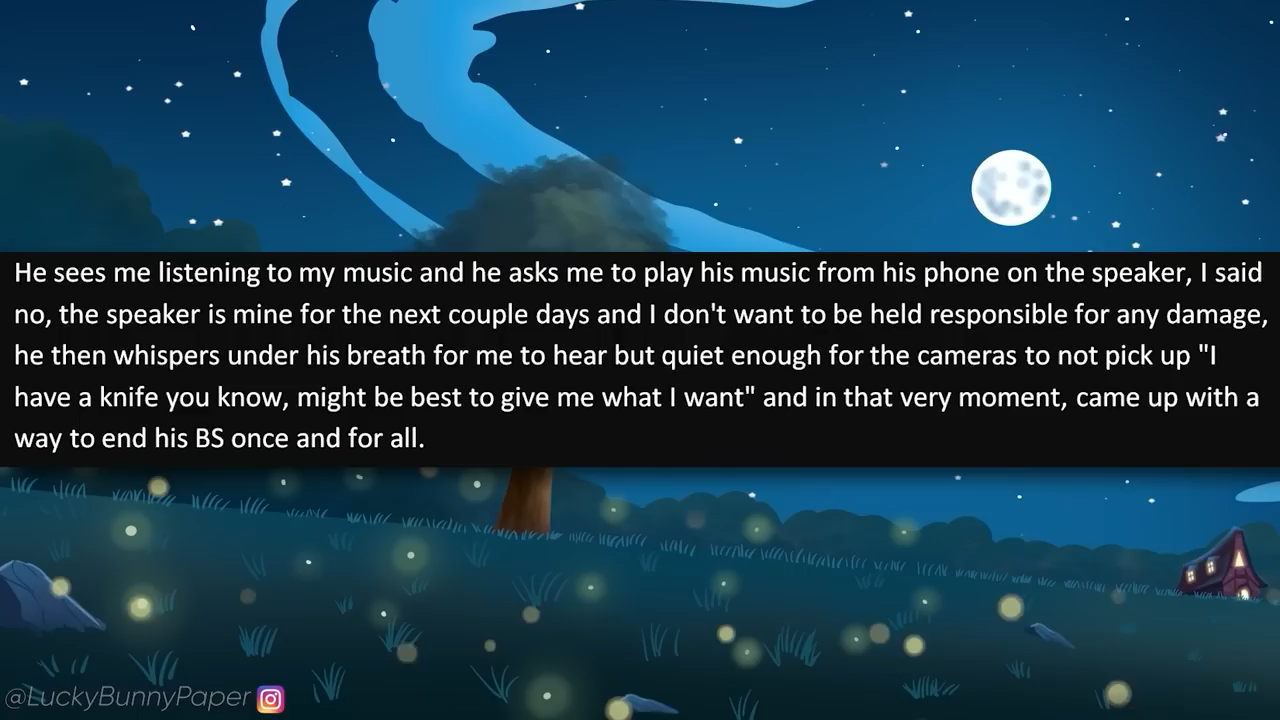 He sees me listening to my music and he asks me to play his music from his phone on the speaker, I said
no, the speaker is mine for the next couple days and I don't want to be held responsible for any damage,
he then whispers under his breath for me to hear but quiet enough for the cameras to not pick up "I
have a knife you know, might be best to give me what I want" and in that very moment, came up with a
way to end his BS once and for all.
@LuckyBunnyPaper